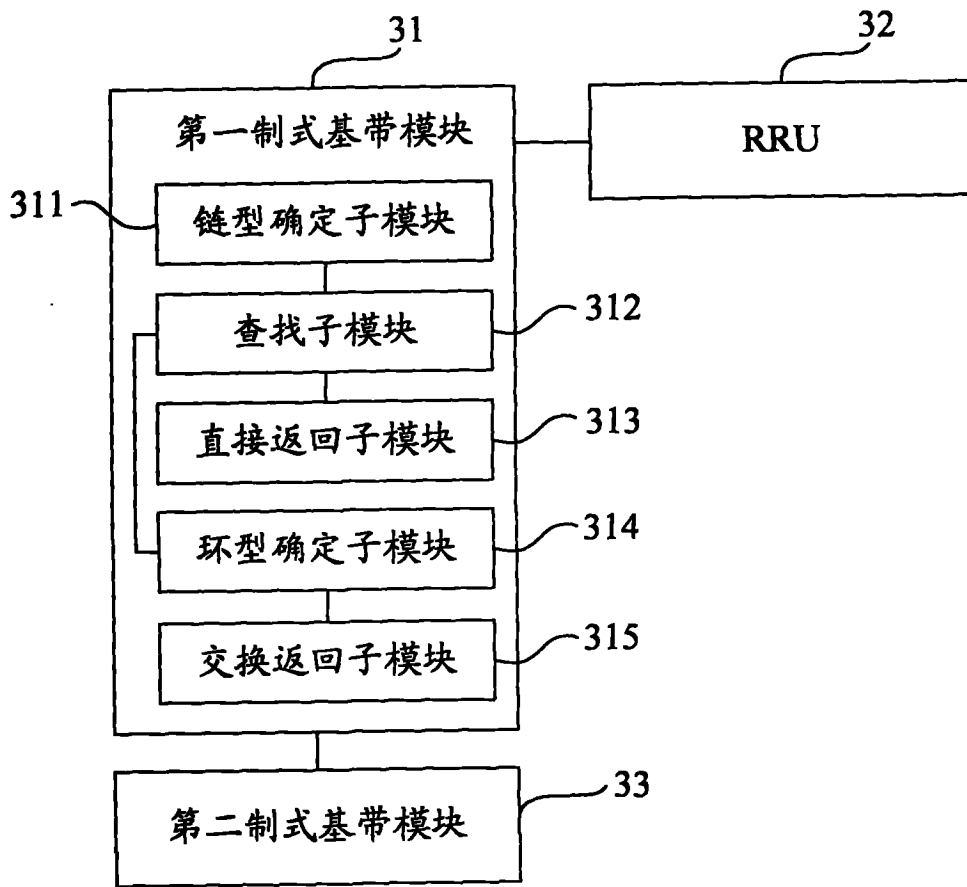 31
32
第一制式基带模块
RRU
311
链型确定子模块
查找子模块
312
直接返回子模块
313
环型确定子模块
314
交换返回子模块
315
第二制式基带模块
33